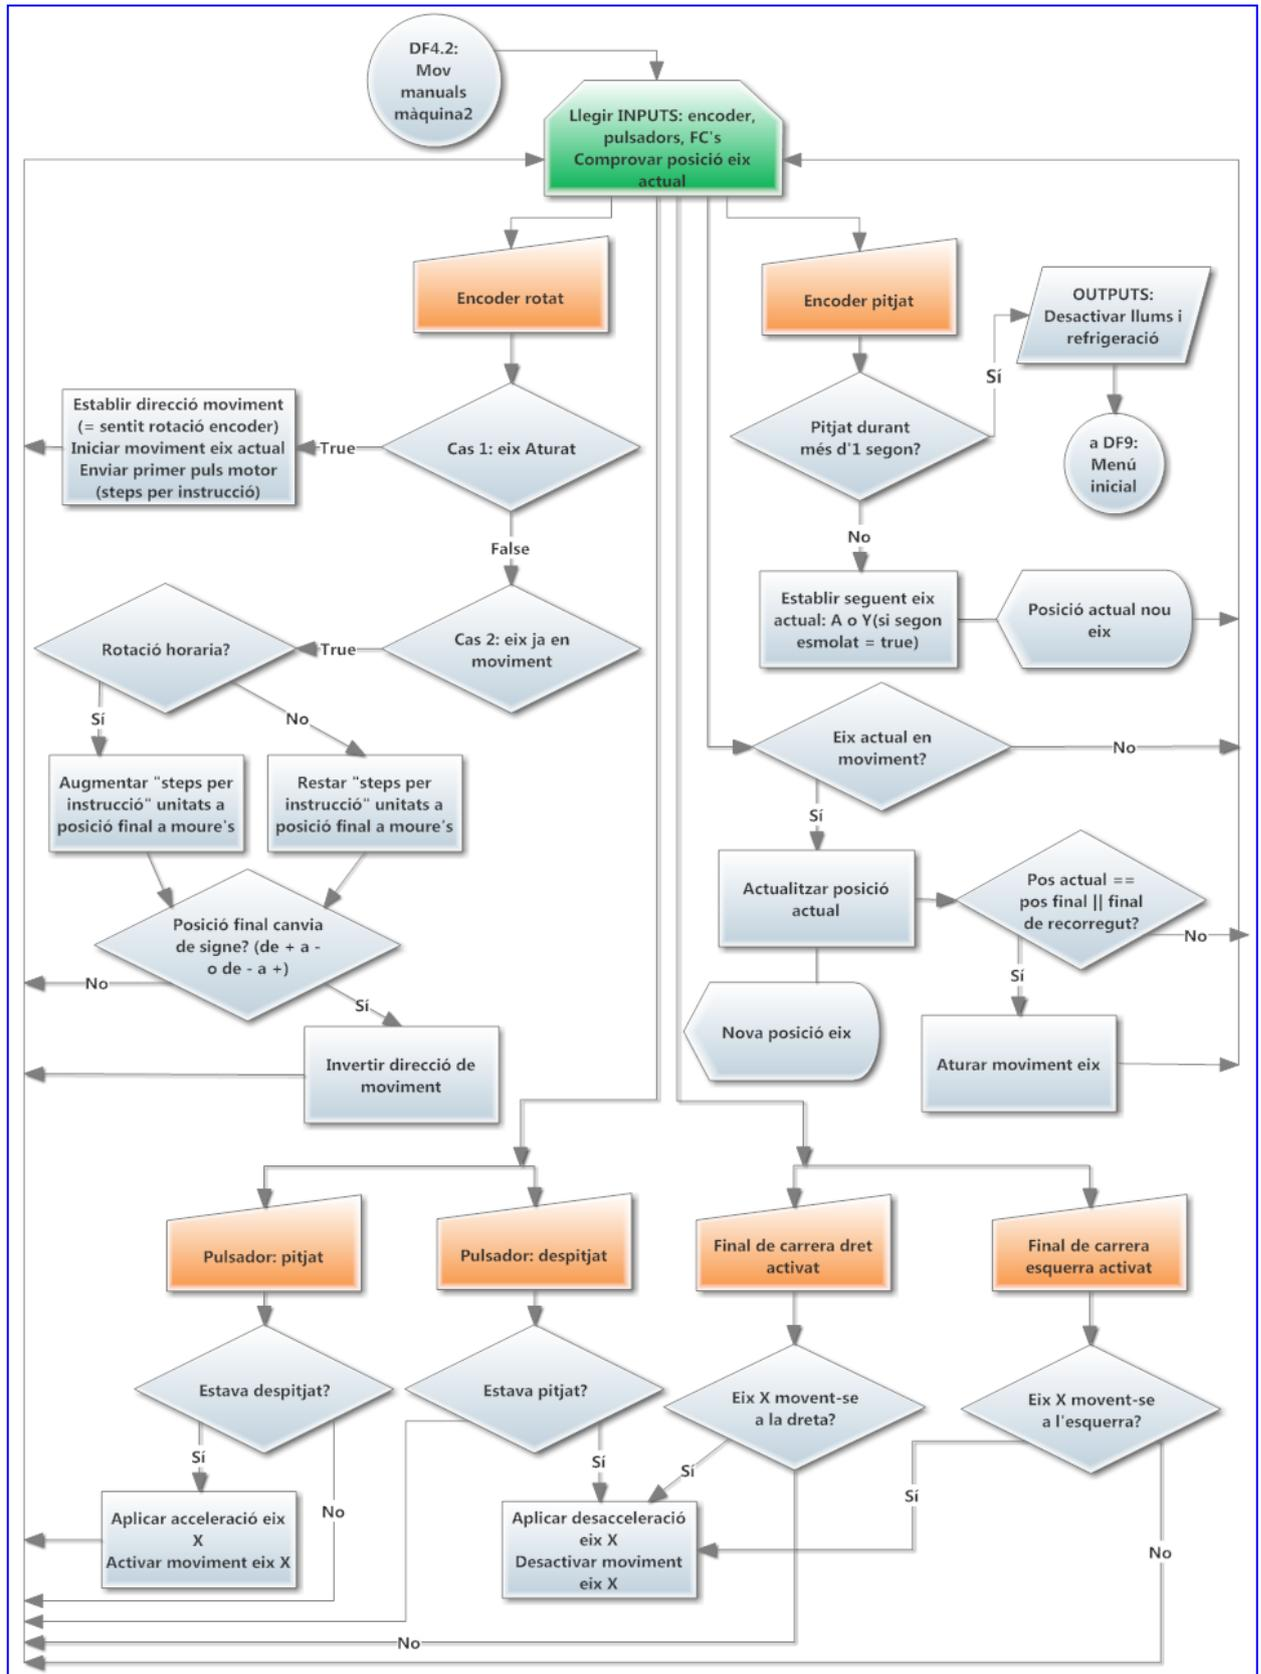 DF4.2:
Mov
manuals
màquina2
Llegir INPUTS: encoder,
pulsadors, FC's
Comprovar posició eix
actual
Encoder rotat
Encoder pitjat
OUTPUTS:
Desactivar llums i
refrigeració
Sí
Establir direcció moviment
(= sentit rotació encoder)
Iniciar moviment eix actual
Enviar primer puls motor
(steps per instrucció)
True
Cas 1: eix Aturat
Pitjat durant
més d'1 segon?
a DF9:
Menú
inicial
False
No
Rotació horaria?
True
Cas 2: eix ja en
moviment
Establir seguent eix
actual: A o Y(si segon
esmolat = true)
Posició actual nou
eix
Sí
No
Eix actual en
moviment?
No
Augmentar "steps per
instrucció" unitats a
posició final a moure's
Restar "steps per
instrucció" unitats a
posició final a moure's
Sí
Actualitzar posició
actual
Pos actual ==
pos final || final
de recorregut?
No
Posició final canvia
de signe? (de + a -
o de - a +)
No
Sí
Sí
Nova posició eix
Invertir direcció de
moviment
Aturar moviment eix
Pulsador: pitjat
Pulsador: despitjat
Final de carrera dret
activat
Final de carrera
esquerra activat
Estava despitjat?
Estava pitjat?
Eix X movent-se
a la dreta?
Eix X movent-se
a l'esquerra?
Sí
No
Sí
Sí
Sí
No
Aplicar acceleració eix
X
Activar moviment eix X
Aplicar desacceleració
eix X
Desactivar moviment
eix X
No